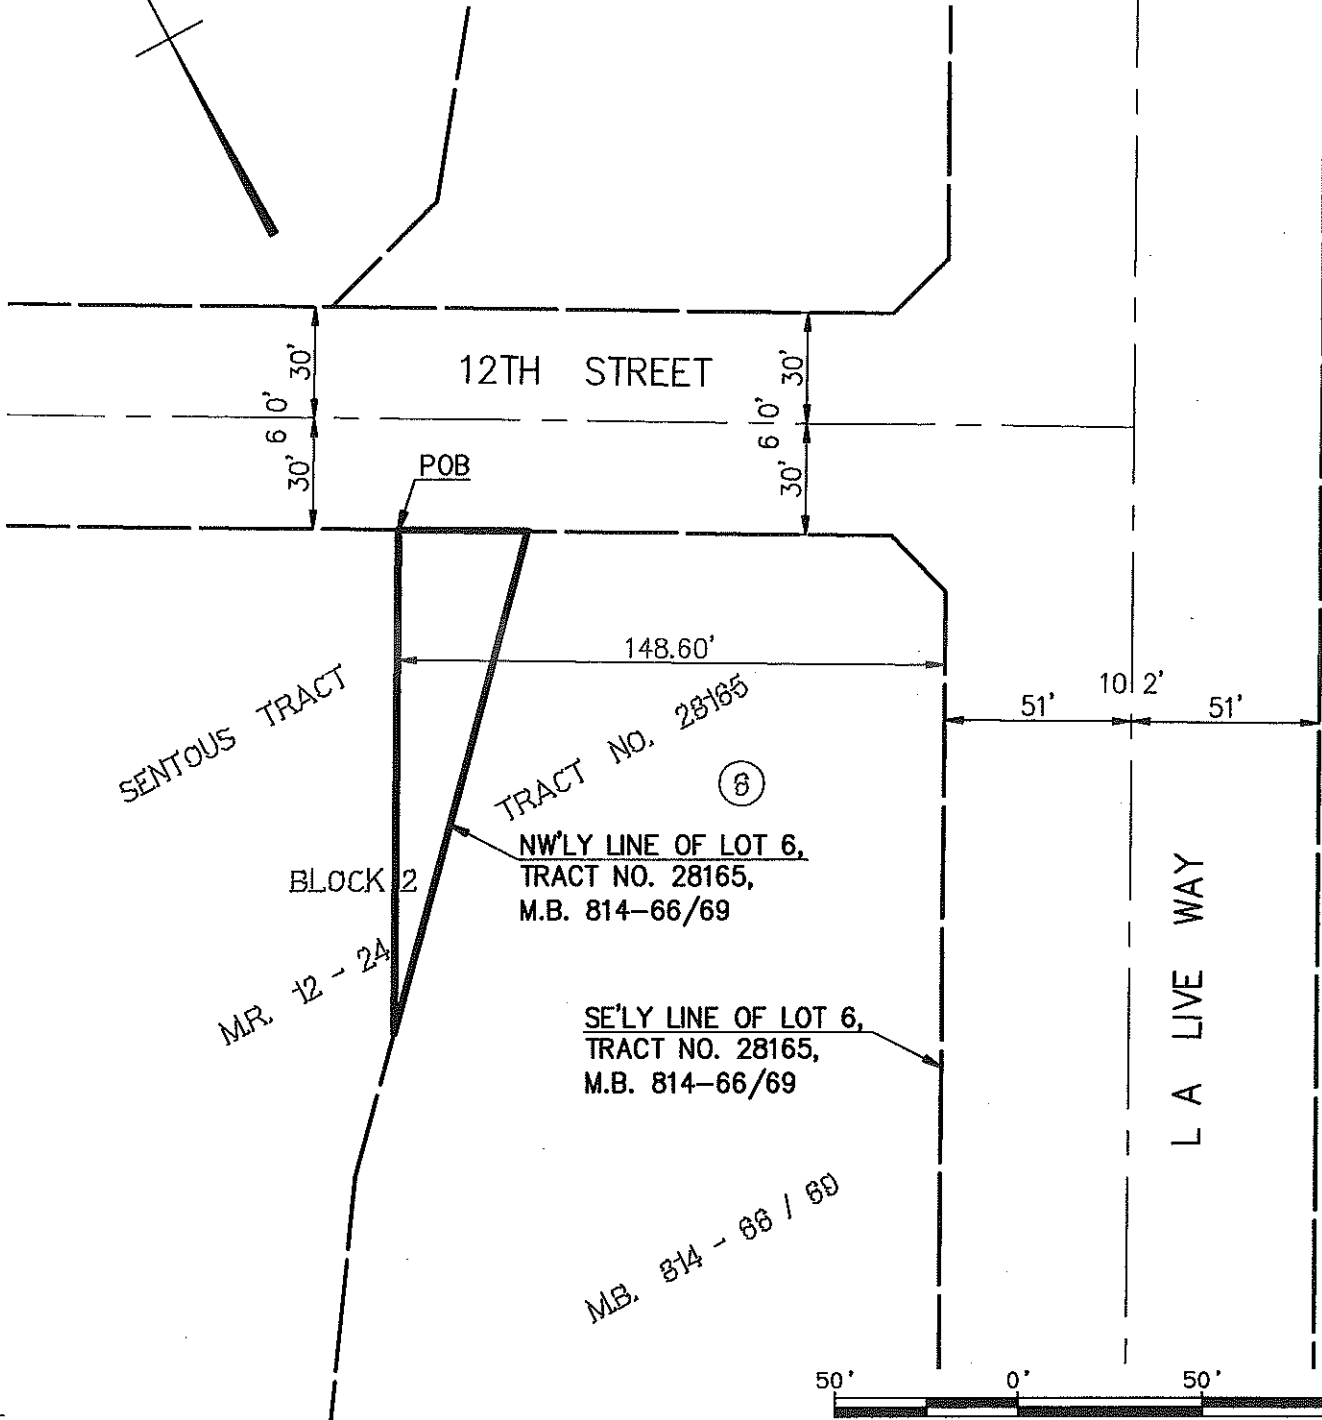 12TH STREET
30'
30'
60'
60'
30'
30'
POB
148.60'
SENTOUS TRACT
TRACT NO. 28165
102'
51'
51'
NW'LY LINE OF LOT 6,
TRACT NO. 28165,
M.B. 814-66/69
BLOCK 2
M.R. 12 - 24
SE'LY LINE OF LOT 6,
TRACT NO. 28165,
M.B. 814-66/69
LA LIVE WAY
M.B. 814 - 66 / 69
50'
0'
50'